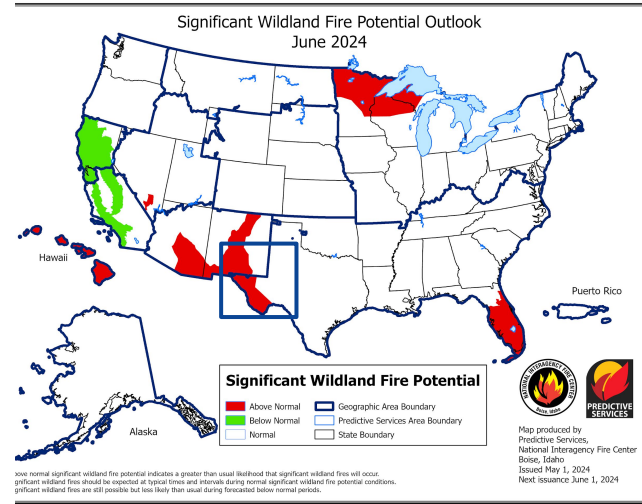 Significant Wildland Fire Potential Outlook
June 2024
Hawaii
Puerto Rico
Alaska
Significant Wildland Fire Potential
Above Normal
Geographic Area Boundary
Below Normal
Predictive Services Area Boundary
Normal
State Boundary
NATIONAL INTERAGENCY FIRE CENTER
Boise, Idaho
PREDICTIVE
SERVICES
Map produced by
Predictive Services,
National Interagency Fire Center
Boise, Idaho
Issued May 1, 2024
Next issuance June 1, 2024
ove normal significant wildland fire potential indicates a greater than usual likelihood that significant wildland fires will occur.
gnificant wildland fires should be expected at typical times and intervals during normal significant wildland fire potential conditions.
gnificant wildland fires are still possible but less likely than usual during forecasted below normal periods.